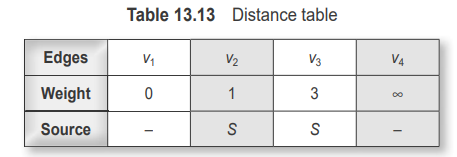 Table 13.13 Distance table
Edges v₁ v₂ v₃ v₄
Weight 0 1 3 ∞
Source – S S –